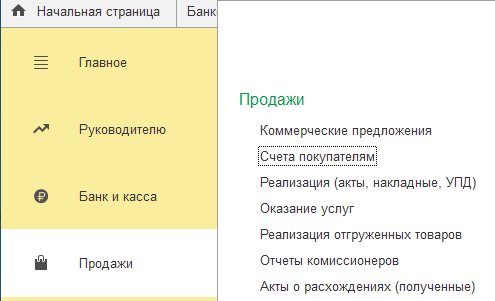 Начальная страница
Банк
Главное
Руководителю
Банк и касса
Продажи
Продажи
Коммерческие предложения
Счета покупателям
Реализация (акты, накладные, УПД)
Оказание услуг
Реализация отгруженных товаров
Отчеты комиссионеров
Акты о расхождениях (полученные)